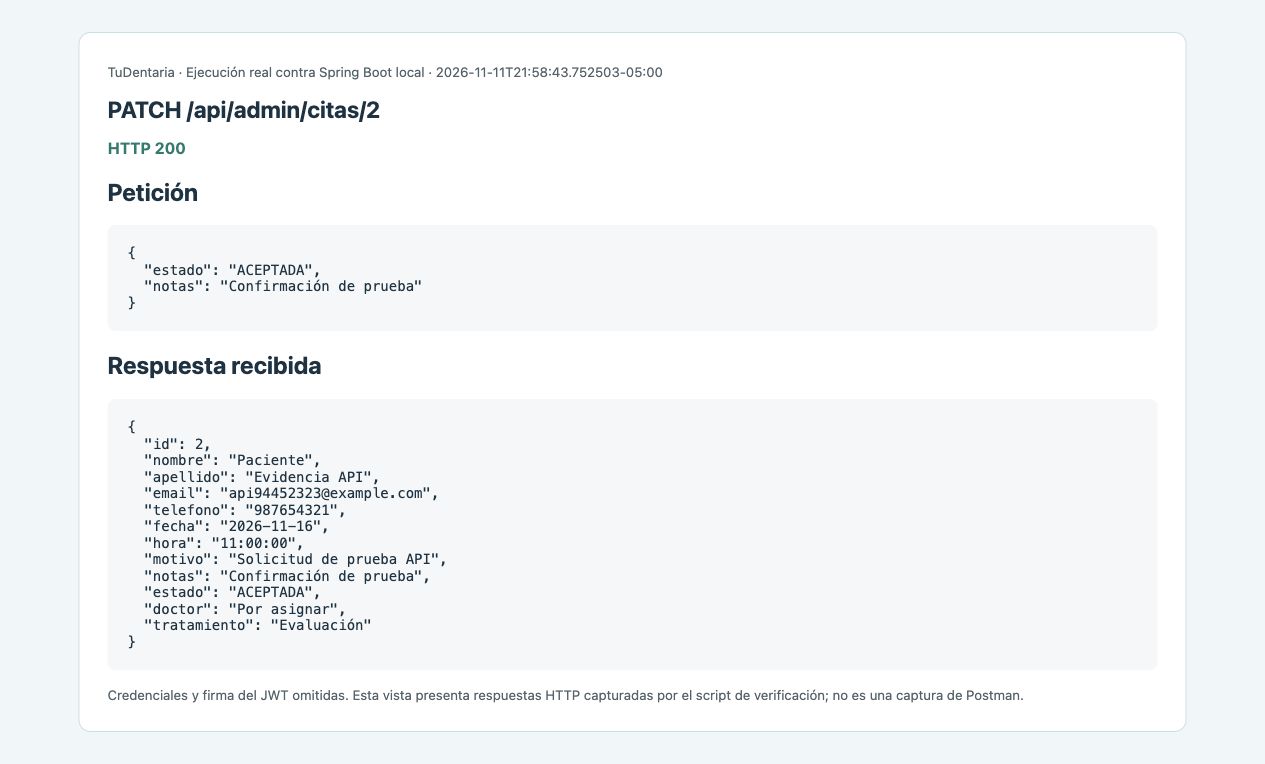 TuDentaria · Ejecución real contra Spring Boot local · 2026-11-11T21:58:43.752503-05:00
PATCH /api/admin/citas/2
HTTP 200
Petición
{
  "estado": "ACEPTADA",
  "notas": "Confirmación de prueba"
}
Respuesta recibida
{
  "id": 2,
  "nombre": "Paciente",
  "apellido": "Evidencia API",
  "email": "api94452323@example.com",
  "telefono": "987654321",
  "fecha": "2026-11-16",
  "hora": "11:00:00",
  "motivo": "Solicitud de prueba API",
  "notas": "Confirmación de prueba",
  "estado": "ACEPTADA",
  "doctor": "Por asignar",
  "tratamiento": "Evaluación"
}
Credenciales y firma del JWT omitidas. Esta vista presenta respuestas HTTP capturadas por el script de verificación; no es una captura de Postman.